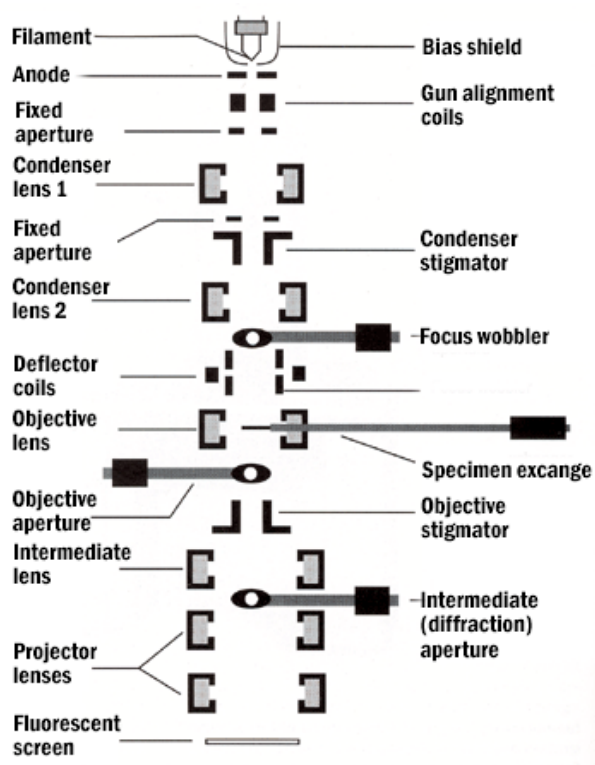 Filament
Bias shield
Anode
Gun alignment
coils
Fixed
aperture
Condenser
lens 1
Fixed
aperture
Condenser
stigmator
Condenser
lens 2
Focus wobbler
Deflector
coils
Objective
lens
Specimen excange
Objective
aperture
Objective
stigmator
Intermediate
lens
Intermediate
(diffraction)
aperture
Projector
lenses
Fluorescent
screen